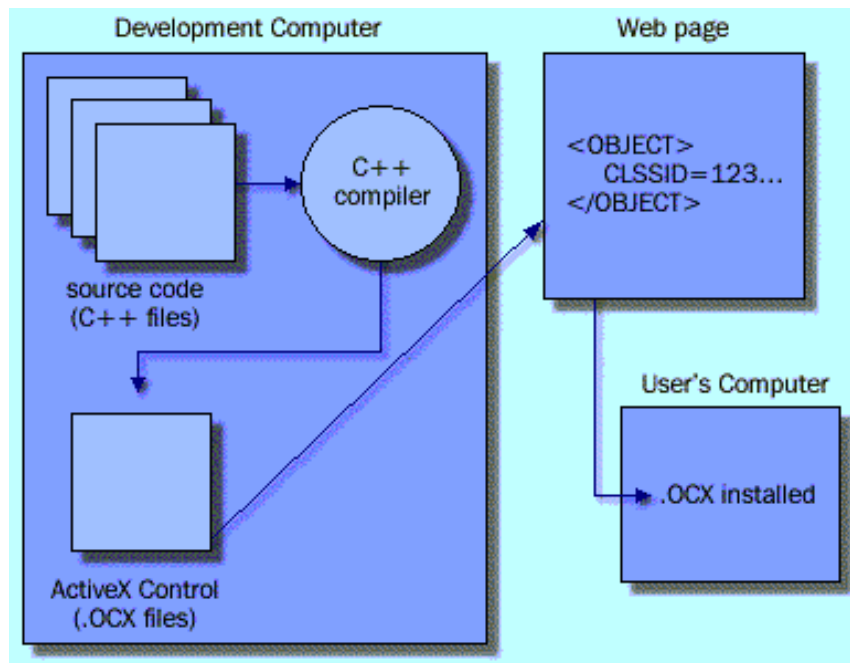 Development Computer
Web page
C++
compiler
source code
(C++ files)
ActiveX Control
(.OCX files)
<OBJECT>
CLSSID=123...
</OBJECT>
User's Computer
.OCX installed